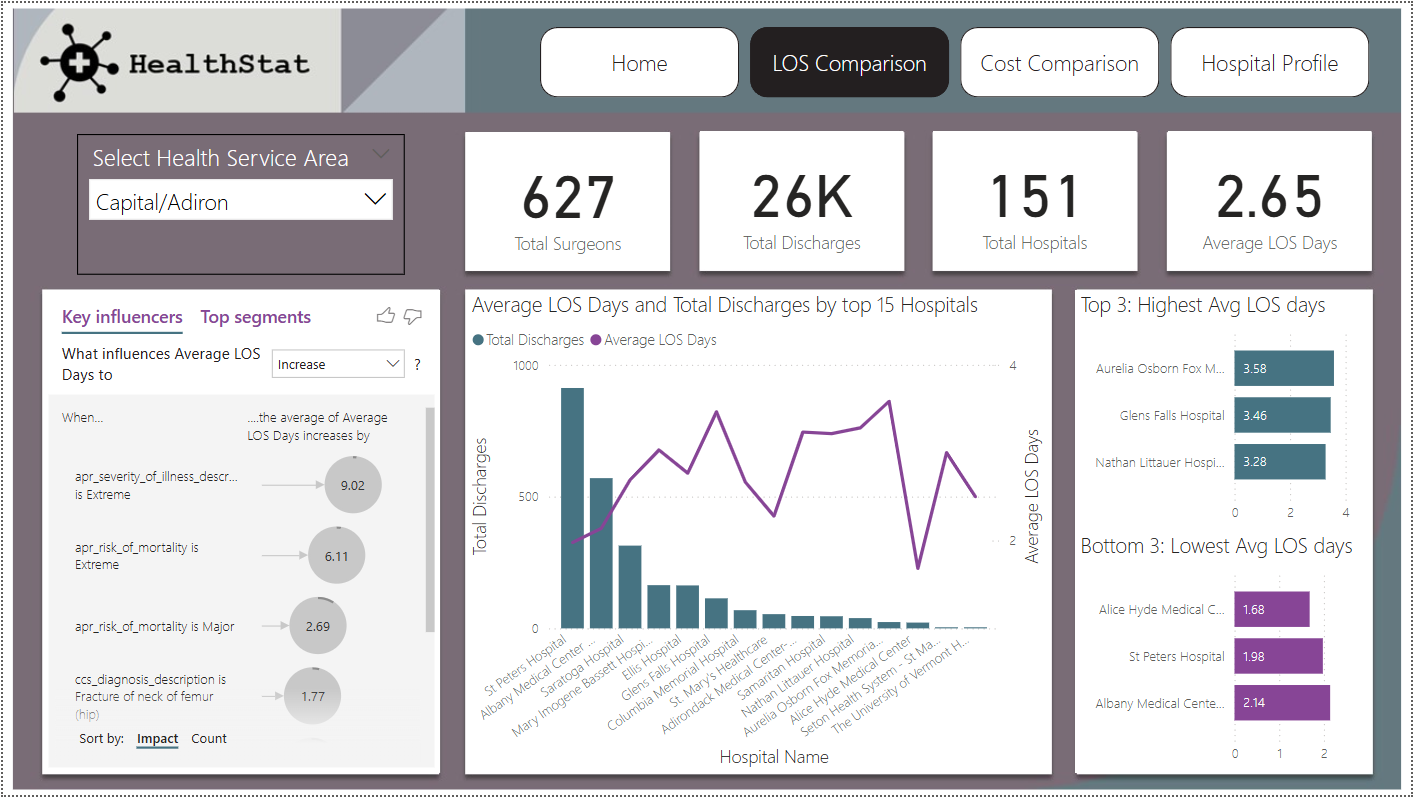 HealthStat
Home
LOS Comparison
Cost Comparison
Hospital Profile
Select Health Service Area
Capital/Adiron
627
Total Surgeons
26K
Total Discharges
151
Total Hospitals
2.65
Average LOS Days
Key influencers
Top segments
What influences Average LOS
Days to
Increase
?
When...
....the average of Average
LOS Days increases by
apr_severity_of_illness_descr...
is Extreme
9.02
apr_risk_of_mortality is
Extreme
6.11
apr_risk_of_mortality is Major
2.69
ccs_diagnosis_description is
Fracture of neck of femur
(hip)
1.77
Sort by:
Impact
Count
Average LOS Days and Total Discharges by top 15 Hospitals
Total Discharges
Average LOS Days
1000
500
0
4
2
Total Discharges
Average LOS Days
St Peters Hospital
Albany Medical Center ...
Saratoga Hospital
Mary Imogene Bassett Hospi...
Ellis Hospital
Glens Falls Hospital
Columbia Memorial Hospital
St. Mary's Healthcare
Adirondack Medical Center-...
Samaritan Hospital
Nathan Littauer Hospital
Aurelia Osborn Fox Memoria...
Alice Hyde Medical Center
Seton Health System - St Ma...
The University of Vermont H...
Hospital Name
Top 3: Highest Avg LOS days
Aurelia Osborn Fox M...
3.58
Glens Falls Hospital
3.46
Nathan Littauer Hospi...
3.28
0
2
4
Bottom 3: Lowest Avg LOS days
Alice Hyde Medical C...
1.68
St Peters Hospital
1.98
Albany Medical Cente...
2.14
0
1
2